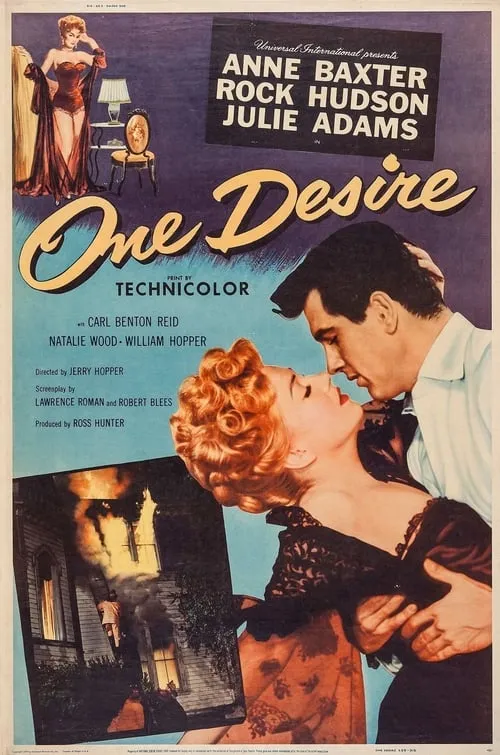 Universal International presents
ANNE BAXTER
ROCK HUDSON
JULIE ADAMS
IN
One Desire
PRINT BY
TECHNICOLOR
with CARL BENTON REID
NATALIE WOOD • WILLIAM HOPPER
Directed by JERRY HOPPER
Screenplay by
LAWRENCE ROMAN and ROBERT BLEES
Produced by ROSS HUNTER